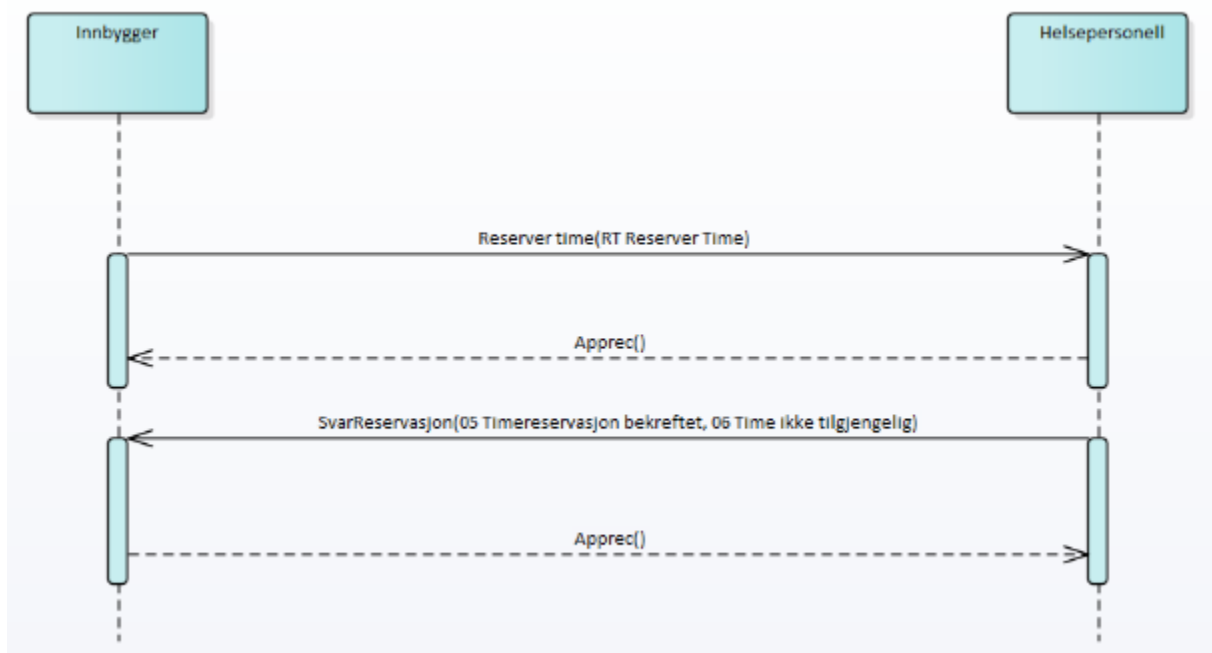 Innbygger
Helsepersonell
Reserver time(RT Reserver Time)
Apprec()
SvarReservasjon(05 Timereservasjon bekreftet, 06 Time ikke tilgjengelig)
Apprec()